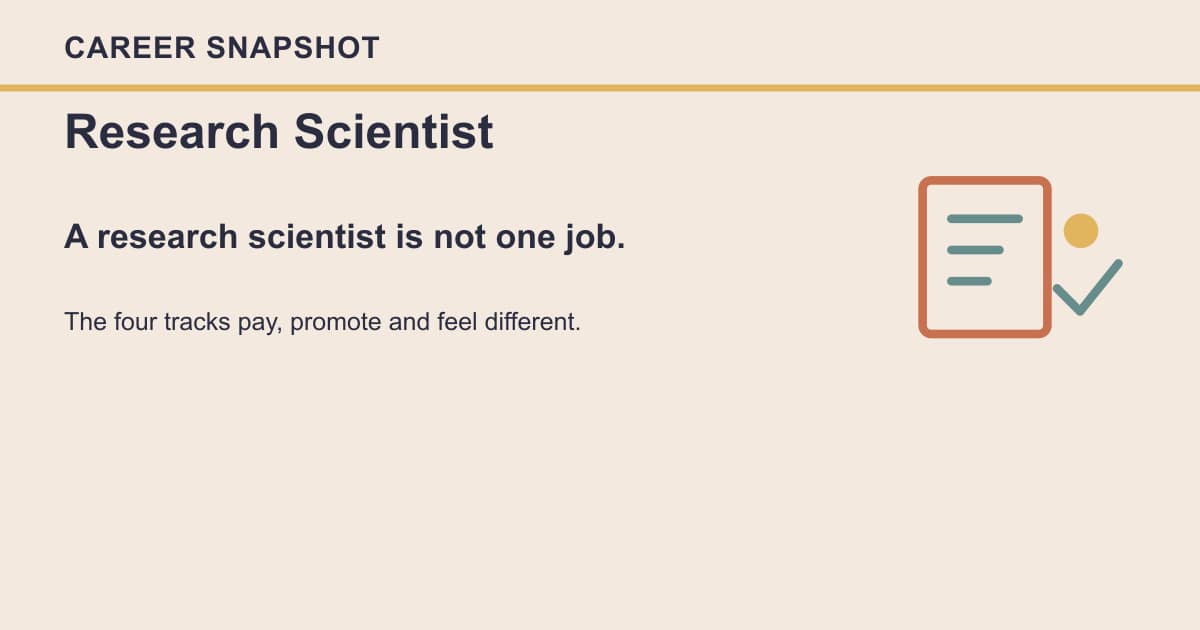 CAREER SNAPSHOT
Research Scientist
A research scientist is not one job.
The four tracks pay, promote and feel different.